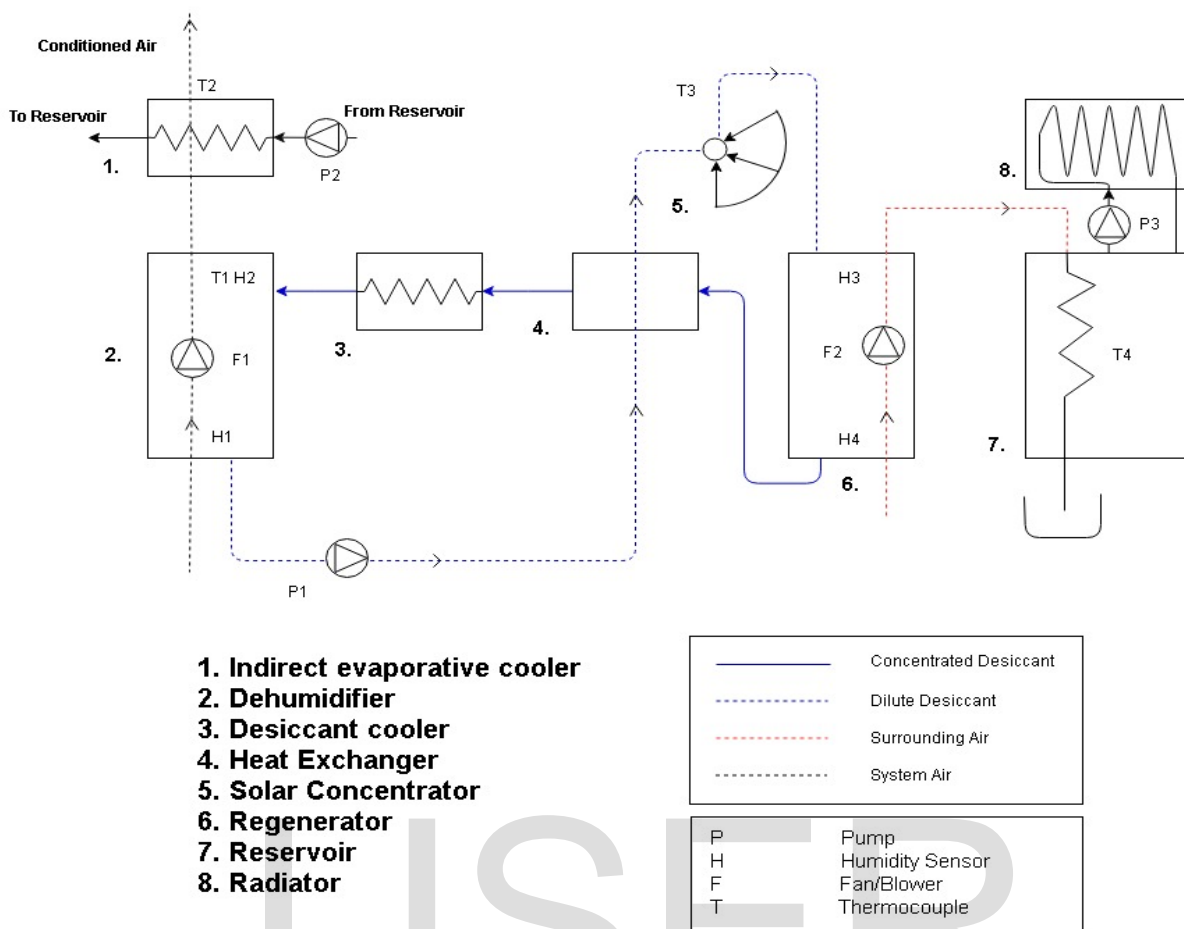 Conditioned Air
T2
To Reservoir
From Reservoir
1.
P2
T3
5.
8.
P3
T1 H2
H3
2.
F1
3.
4.
F2
T4
H1
H4
6.
7.
P1
1. Indirect evaporative cooler
2. Dehumidifier
3. Desiccant cooler
4. Heat Exchanger
5. Solar Concentrator
6. Regenerator
7. Reservoir
8. Radiator
Concentrated Desiccant
Dilute Desiccant
Surrounding Air
System Air
P Pump
H Humidity Sensor
F Fan/Blower
T Thermocouple